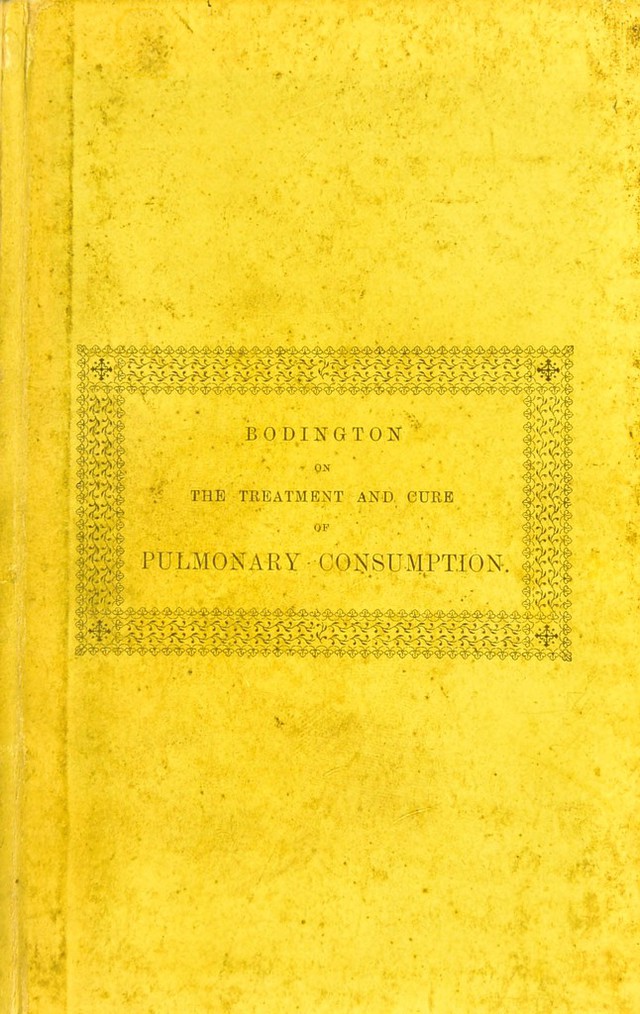 BODINGTON
ON
THE TREATMENT AND CURE
OF
PULMONARY CONSUMPTION.